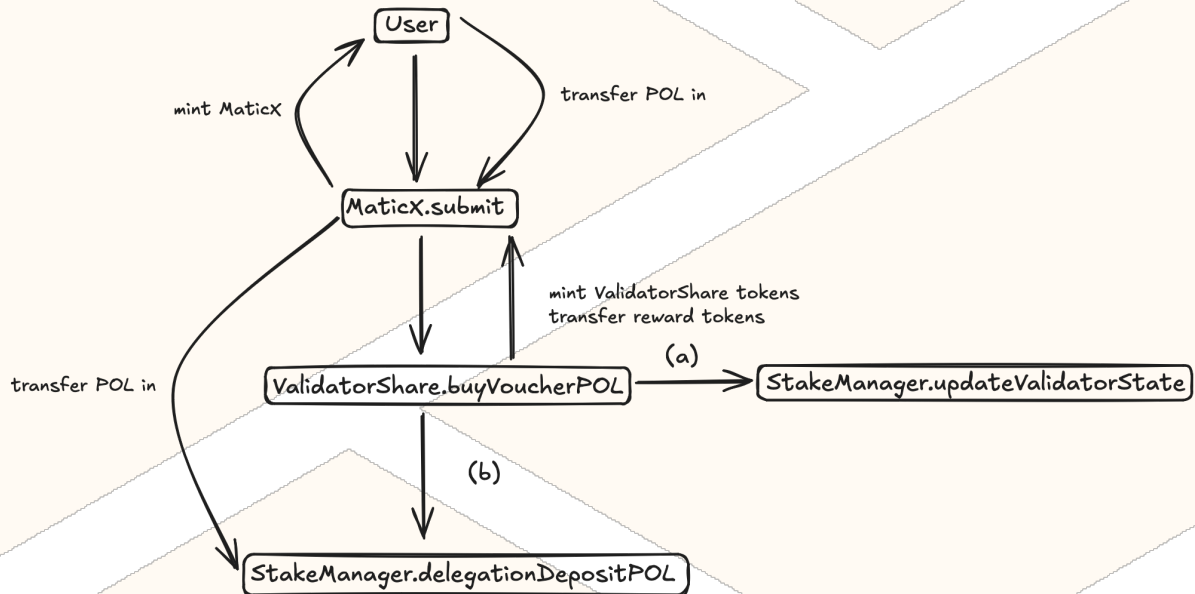 User
mint MaticX
transfer POL in
MaticX.submit
mint ValidatorShare tokens
transfer reward tokens
(a)
transfer POL in
ValidatorShare.buyVoucherPOL
StakeManager.updateValidatorState
(b)
StakeManager.delegationDepositPOL